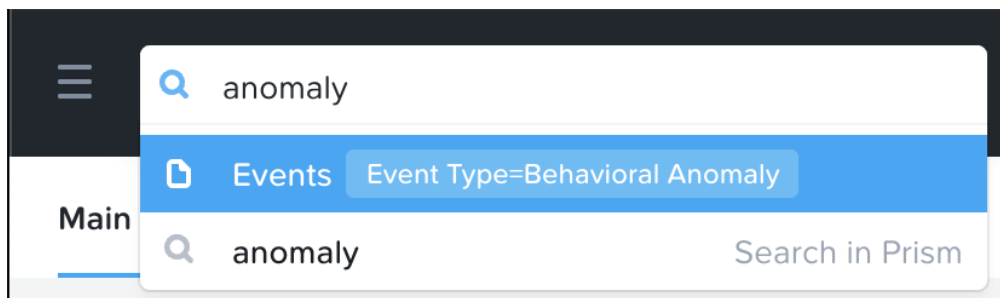 anomaly
Events Event Type=Behavioral Anomaly
Main
anomaly Search in Prism